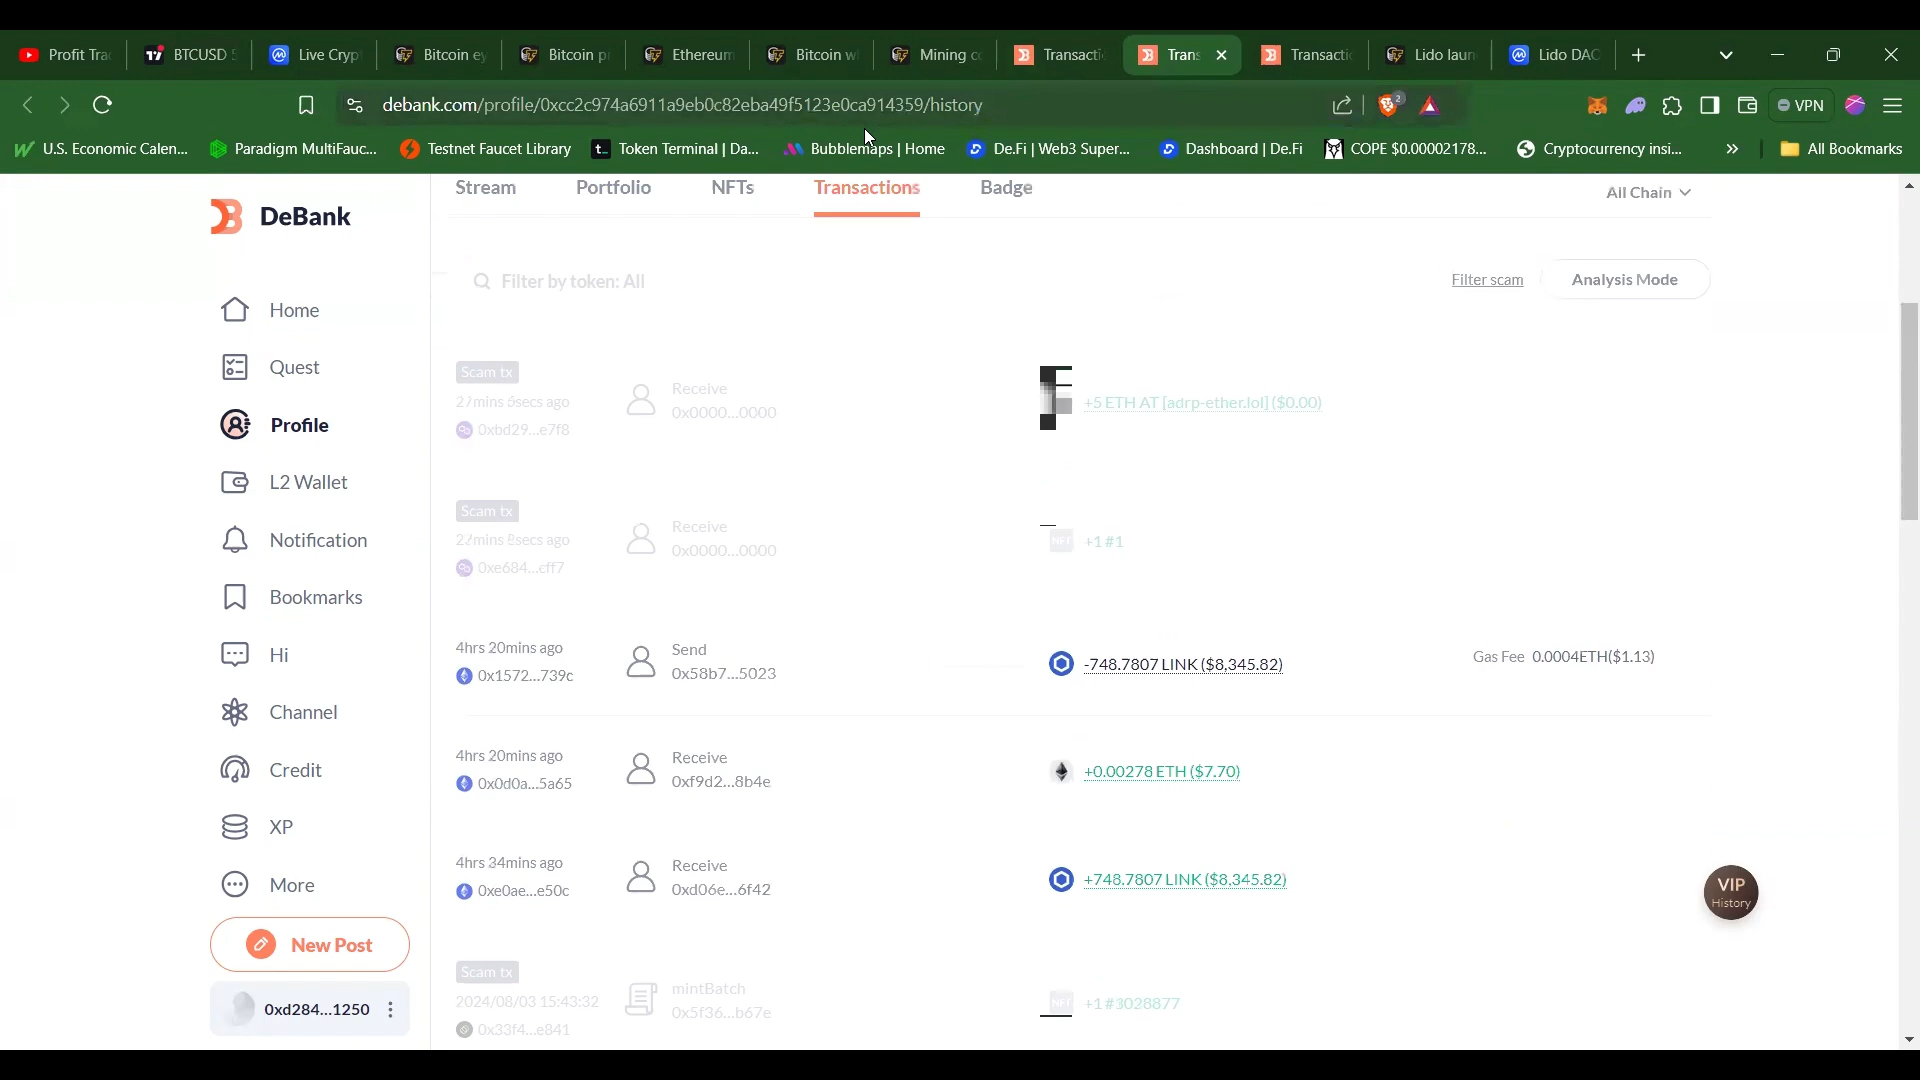 Profit Tra
BTCUSD
Live Cryp
Bitcoin ey
Bitcoin pi
Ethereum
Bitcoin w
Mining c
Transacti
Trans
Transacti
Lido laun
Lido DAO
debank.com/profile/0xcc2c974a6911a9eb0c82eba49f5123e0ca914359/history
2
VPN
U.S. Economic Calen...
Paradigm MultiFauc...
Testnet Faucet Library
Token Terminal | Da...
Bubblemaps | Home
De.Fi | Web3 Super...
Dashboard | De.Fi
COPE $0.00002178...
Cryptocurrency insi...
All Bookmarks
DeBank
Home
Quest
Profile
L2 Wallet
Notification
Bookmarks
Hi
Channel
Credit
XP
More
New Post
0xd284...1250
Stream
Portfolio
NFTs
Transactions
Badge
All Chain
Filter by token: All
Filter scam
Analysis Mode
Scam tx
Receive
0xbd29...e7f8
0x0000...0000
+5 ETH AT [adrp-ether.lol] ($0.00)
Scam tx
Receive
0xe684...cff7
0x0000...0000
NFT
+1 #1
4hrs 20mins ago
0x1572...739c
Send
0x58b7...5023
-748.7807 LINK ($8,345.82)
Gas Fee 0.0004ETH($1.13)
4hrs 20mins ago
0x0d0a...5a65
Receive
0xf9d2...8b4e
+0.00278 ETH ($7.70)
4hrs 34mins ago
0xe0ae...e50c
Receive
0xd06e...6f42
+748.7807 LINK ($8,345.82)
VIP
History
Scam tx
2024/08/03 15:43:32
0x33f4...e841
mintBatch
0x5f36...b67e
NFT
+1 #3028877